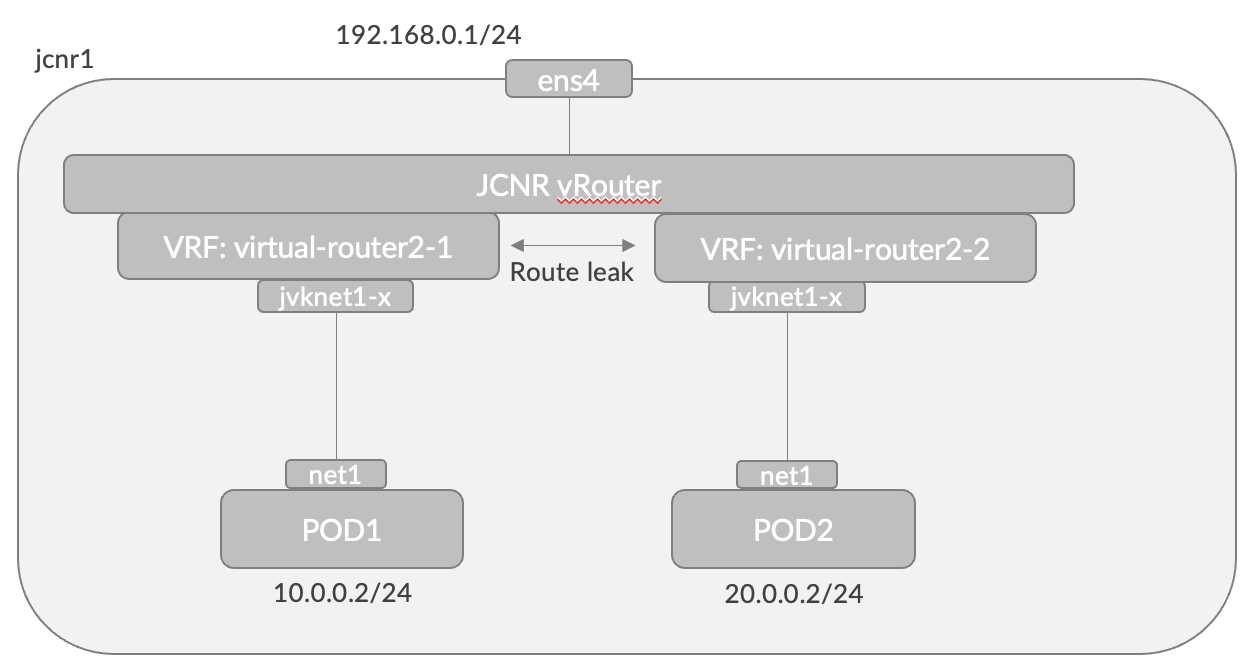 192.168.0.1/24
jcnr1
ens4
JCNR vRouter
VRF: virtual-router2-1
VRF: virtual-router2-2
Route leak
jvknet1-x
jvknet1-x
net1
net1
POD1
POD2
10.0.0.2/24
20.0.0.2/24